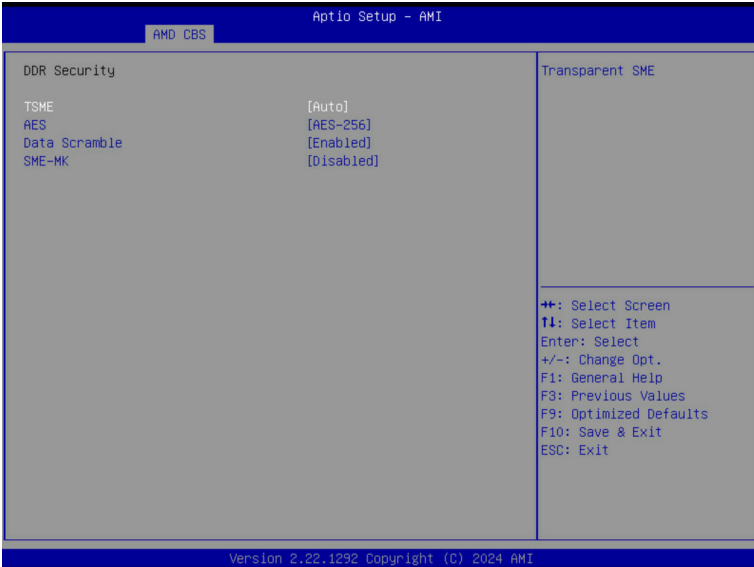 Aptio Setup – AMI
AMD CBS
DDR Security
TSME [Auto]
AES [AES-256]
Data Scramble [Enabled]
SME-MK [Disabled]
Transparent SME
→←: Select Screen
↑↓: Select Item
Enter: Select
+/-: Change Opt.
F1: General Help
F3: Previous Values
F9: Optimized Defaults
F10: Save & Exit
ESC: Exit
Version 2.22.1292 Copyright (C) 2024 AMI